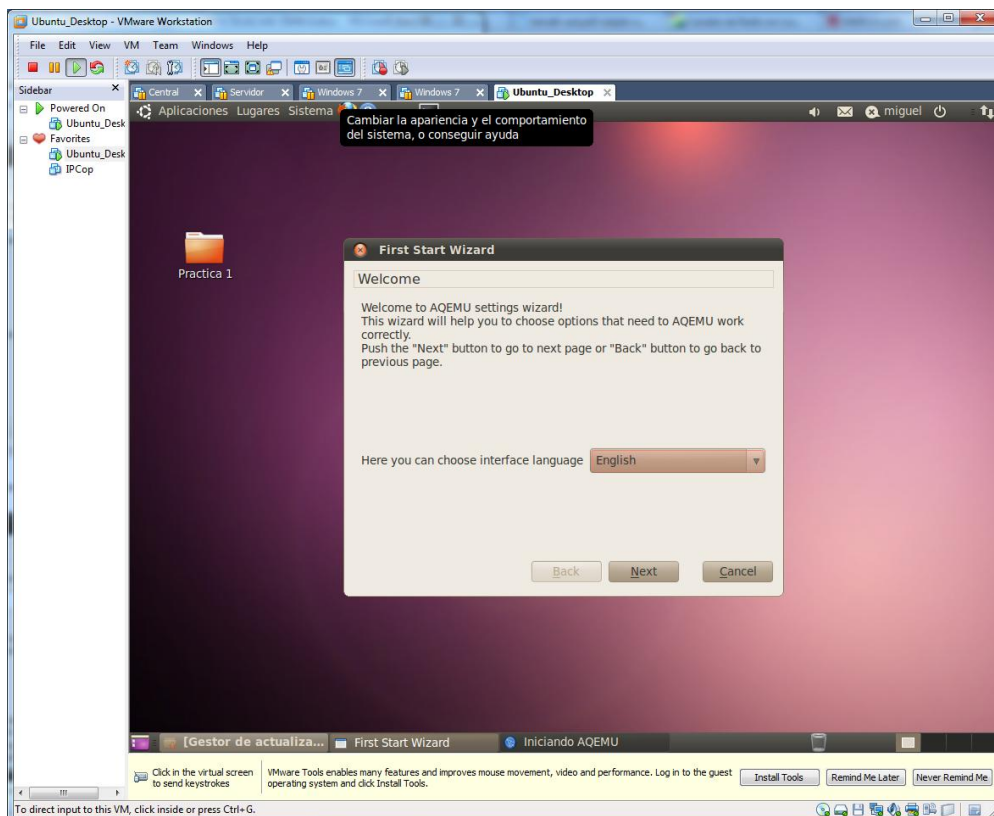 Ubuntu_Desktop - VMware Workstation
File Edit View VM Team Windows Help
Sidebar ×
Central × Servidor × Windows 7 × Windows 7 × Ubuntu_Desktop ×
Powered On
Ubuntu_Desk
Favorites
Ubuntu_Desk
IPCop
Aplicaciones Lugares Sistema
miguel
Cambiar la apariencia y el comportamiento
del sistema, o conseguir ayuda
Practica 1
First Start Wizard
Welcome
Welcome to AQEMU settings wizard!
This wizard will help you to choose options that need to AQEMU work
correctly.
Push the "Next" button to go to next page or "Back" button to go back to
previous page.
Here you can choose interface language English
Back Next Cancel
[Gestor de actualiza... First Start Wizard Iniciando AQEMU
Click in the virtual screen
to send keystrokes
VMware Tools enables many features and improves mouse movement, video and performance. Log in to the guest
operating system and click Install Tools.
Install Tools Remind Me Later Never Remind Me
To direct input to this VM, click inside or press Ctrl+G.